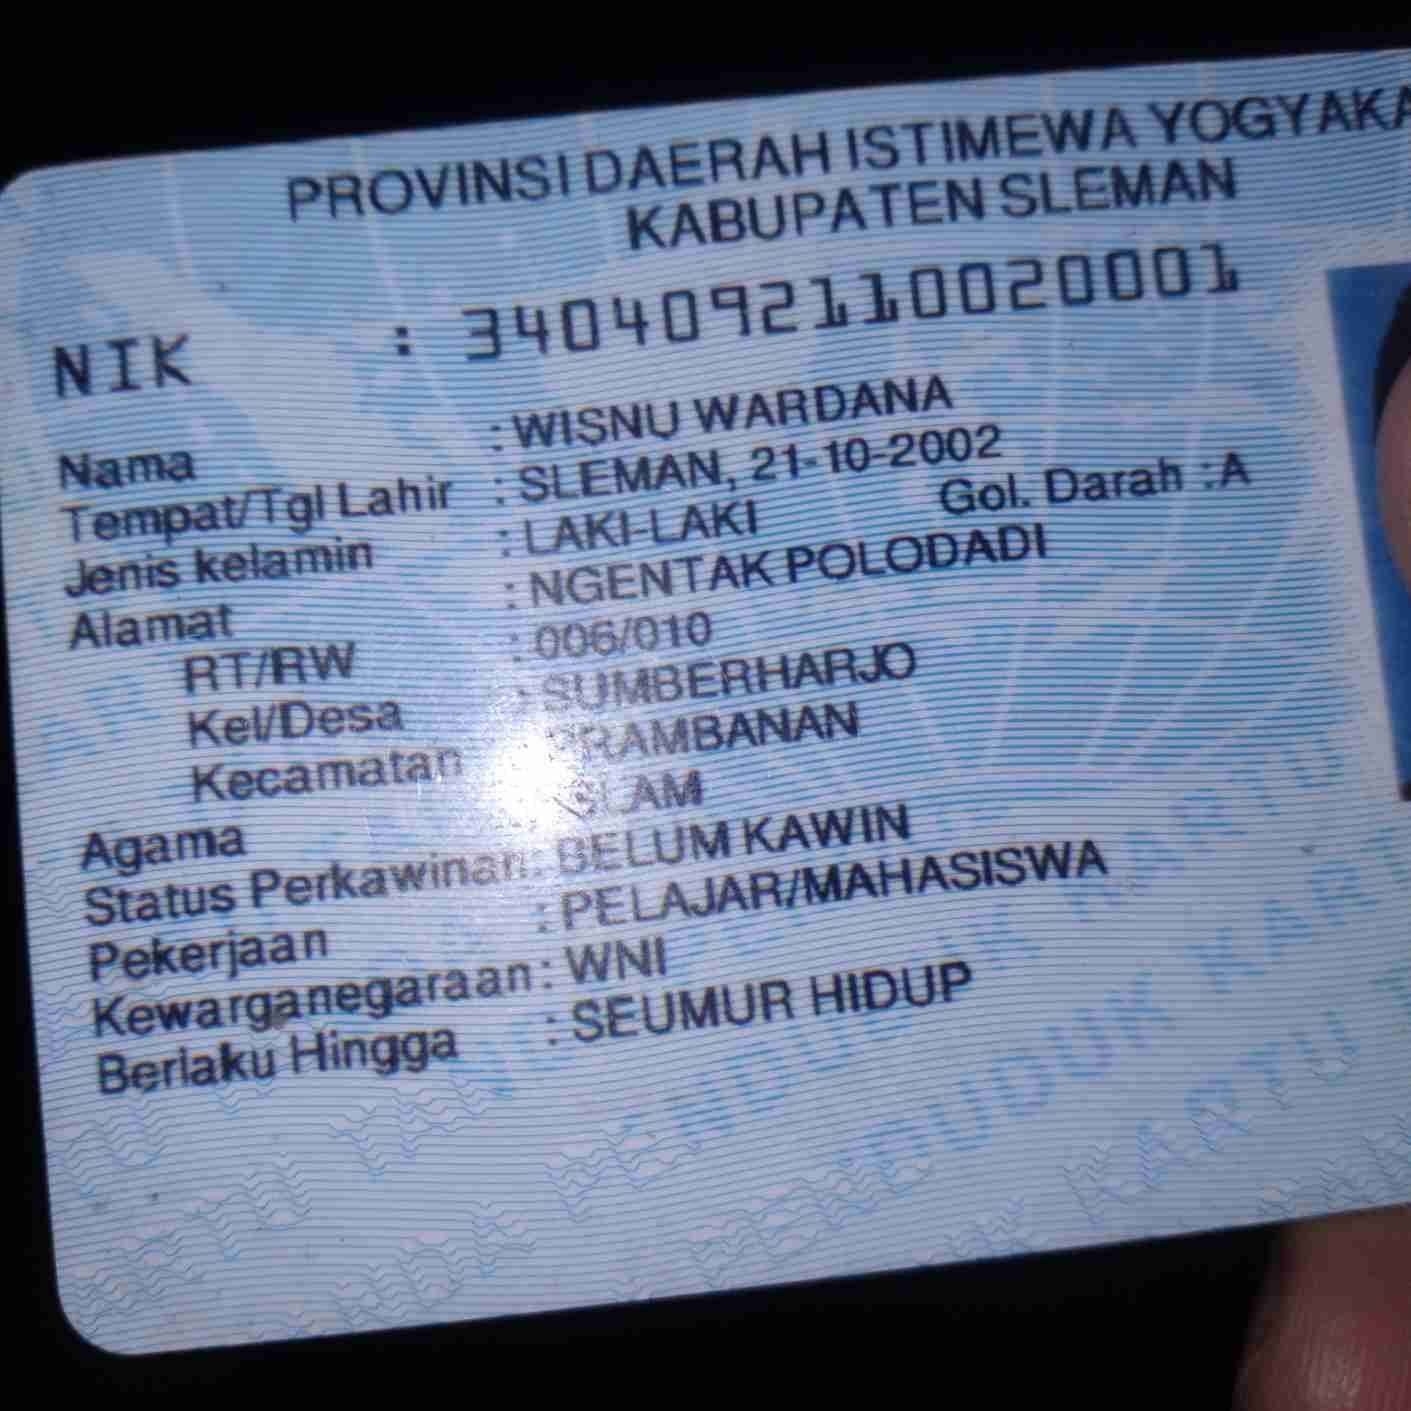 PROVINSI DAERAH ISTIMEWA YOGYAKA
KABUPATEN SLEMAN
NIK : 3404092110020001
Nama : WISNU WARDANA
Tempat/Tgl Lahir : SLEMAN, 21-10-2002
Jenis kelamin : LAKI-LAKI Gol. Darah : A
Alamat : NGENTAK POLODADI
RT/RW : 006/010
Kel/Desa : SUMBERHARJO
Kecamatan PRAMBANAN
Agama ISLAM
Status Perkawinan : BELUM KAWIN
Pekerjaan : PELAJAR/MAHASISWA
Kewarganegaraan : WNI
Berlaku Hingga : SEUMUR HIDUP